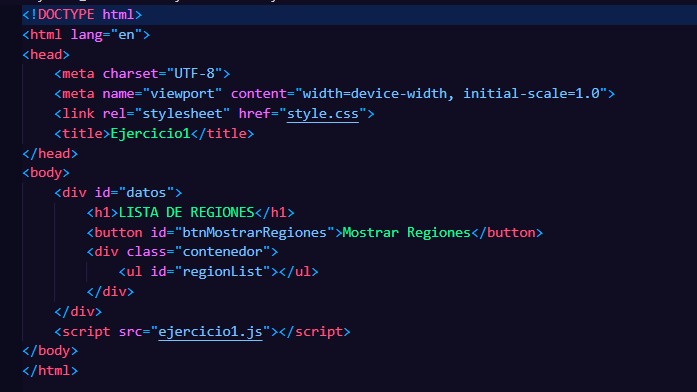 <!DOCTYPE html>
<html lang="en">
<head>
    <meta charset="UTF-8">
    <meta name="viewport" content="width=device-width, initial-scale=1.0">
    <link rel="stylesheet" href="style.css">
    <title>Ejercicio1</title>
</head>
<body>
    <div id="datos">
        <h1>LISTA DE REGIONES</h1>
        <button id="btnMostrarRegiones">Mostrar Regiones</button>
        <div class="contenedor">
            <ul id="regionList"></ul>
        </div>
    </div>
    <script src="ejercicio1.js"></script>
</body>
</html>